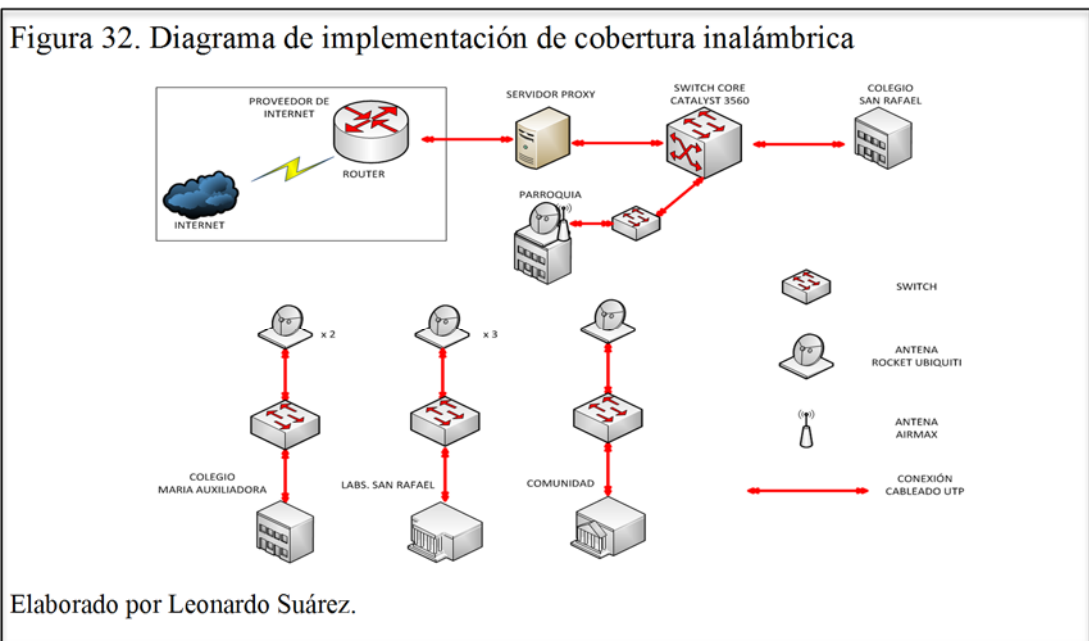 Figura 32. Diagrama de implementación de cobertura inalámbrica
PROVEEDOR DE
INTERNET
ROUTER
INTERNET
SERVIDOR PROXY
SWITCH CORE
CATALYST 3560
COLEGIO
SAN RAFAEL
PARROQUIA
x 2
x 3
COLEGIO
MARIA AUXILIADORA
LABS. SAN RAFAEL
COMUNIDAD
SWITCH
ANTENA
ROCKET UBIQUITI
ANTENA
AIRMAX
CONEXIÓN
CABLEADO UTP
Elaborado por Leonardo Suárez.